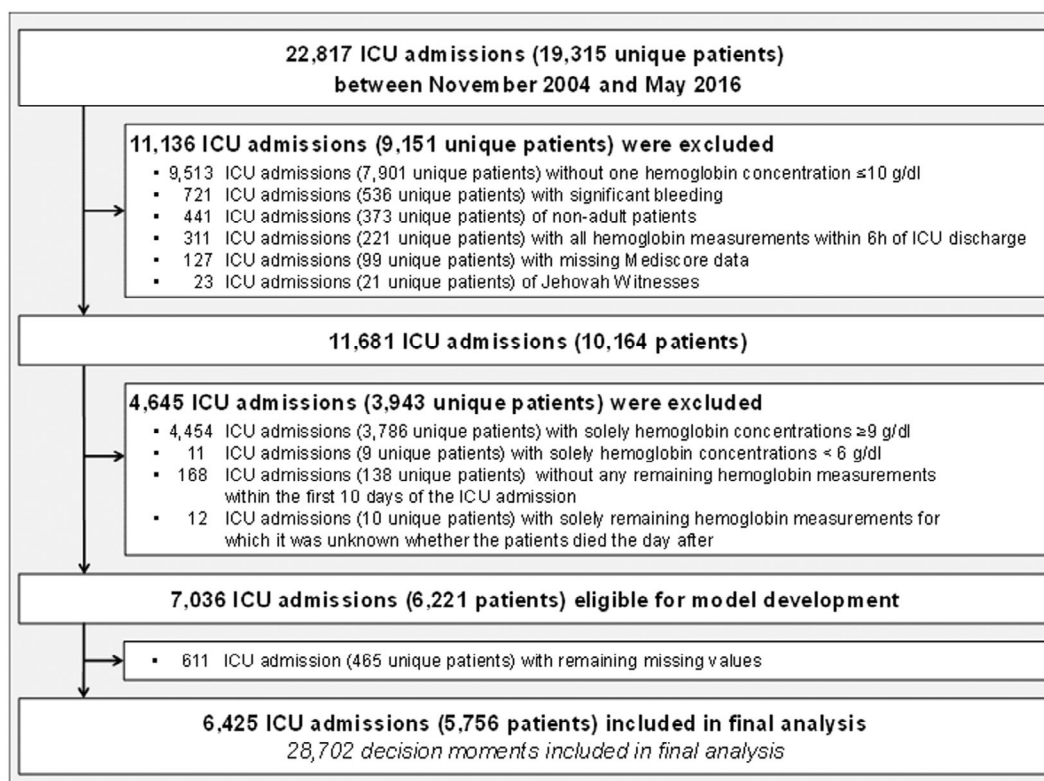 22,817 ICU admissions (19,315 unique patients)
between November 2004 and May 2016
11,136 ICU admissions (9,151 unique patients) were excluded
▪ 9,513 ICU admissions (7,901 unique patients) without one hemoglobin concentration ≤10 g/dl
▪ 721 ICU admissions (536 unique patients) with significant bleeding
▪ 441 ICU admissions (373 unique patients) of non-adult patients
▪ 311 ICU admissions (221 unique patients) with all hemoglobin measurements within 6h of ICU discharge
▪ 127 ICU admissions (99 unique patients) with missing Mediscore data
▪ 23 ICU admissions (21 unique patients) of Jehovah Witnesses
11,681 ICU admissions (10,164 patients)
4,645 ICU admissions (3,943 unique patients) were excluded
▪ 4,454 ICU admissions (3,786 unique patients) with solely hemoglobin concentrations ≥9 g/dl
▪ 11 ICU admissions (9 unique patients) with solely hemoglobin concentrations < 6 g/dl
▪ 168 ICU admissions (138 unique patients) without any remaining hemoglobin measurements
within the first 10 days of the ICU admission
▪ 12 ICU admissions (10 unique patients) with solely remaining hemoglobin measurements for
which it was unknown whether the patients died the day after
7,036 ICU admissions (6,221 patients) eligible for model development
▪ 611 ICU admission (465 unique patients) with remaining missing values
6,425 ICU admissions (5,756 patients) included in final analysis
28,702 decision moments included in final analysis